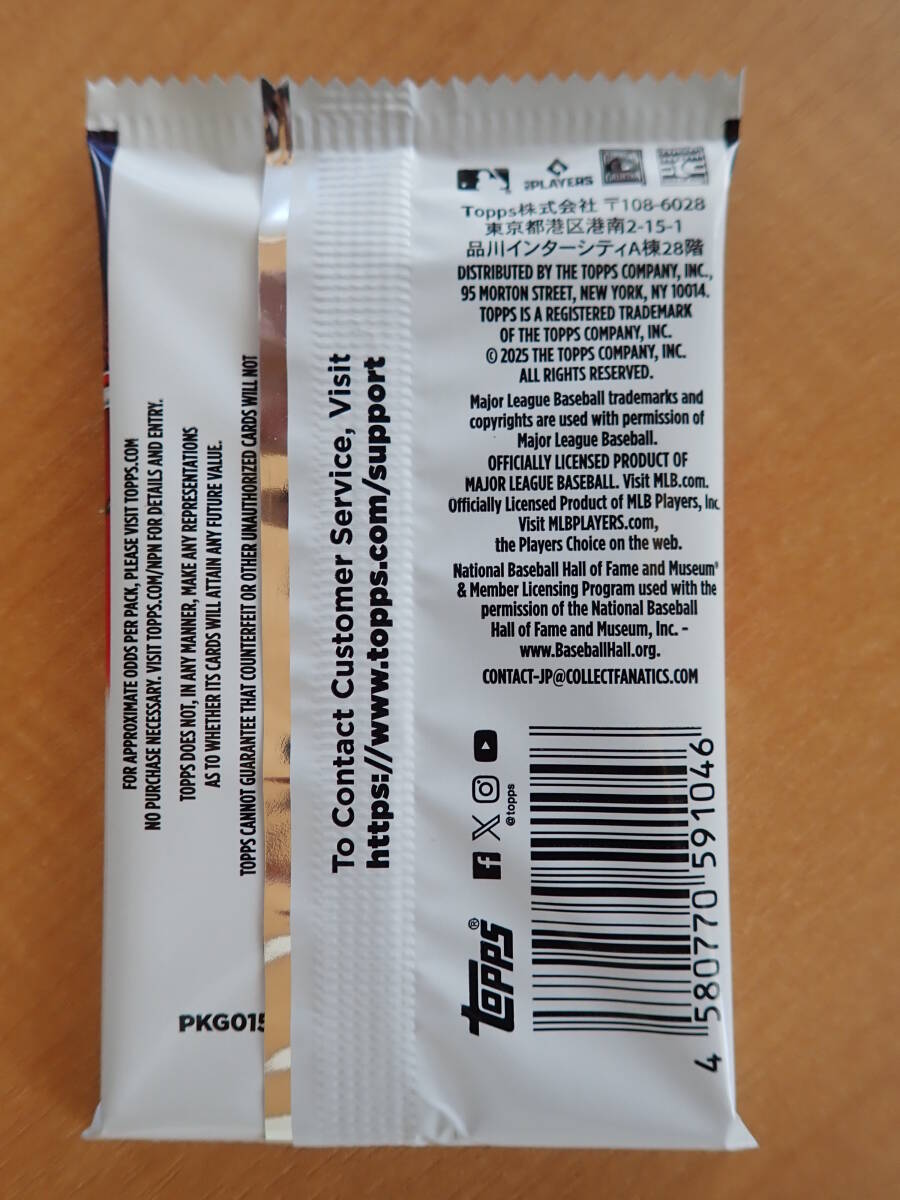 PLAYERS
Topps株式会社 〒108-6028
東京都港区港南2-15-1
品川インターシティA棟28階
DISTRIBUTED BY THE TOPPS COMPANY, INC.,
95 MORTON STREET, NEW YORK, NY 10014.
TOPPS IS A REGISTERED TRADEMARK
OF THE TOPPS COMPANY, INC.
© 2025 THE TOPPS COMPANY, INC.
ALL RIGHTS RESERVED.
Major League Baseball trademarks and
copyrights are used with permission of
Major League Baseball.
OFFICIALLY LICENSED PRODUCT OF
MAJOR LEAGUE BASEBALL. Visit MLB.com.
Officially Licensed Product of MLB Players, Inc
Visit MLBPLAYERS.com,
the Players Choice on the web.
National Baseball Hall of Fame and Museum®
& Member Licensing Program used with the
permission of the National Baseball
Hall of Fame and Museum, Inc. –
www.BaseballHall.org.
CONTACT-JP@COLLECTFANATICS.COM
@topps
topps®
4 580770 591046
To Contact Customer Service, Visit
https://www.topps.com/support
FOR APPROXIMATE ODDS PER PACK, PLEASE VISIT TOPPS.COM
NO PURCHASE NECESSARY. VISIT TOPPS.COM/NPN FOR DETAILS AND ENTRY.
TOPPS DOES NOT, IN ANY MANNER, MAKE ANY REPRESENTATIONS
AS TO WHETHER ITS CARDS WILL ATTAIN ANY FUTURE VALUE.
TOPPS CANNOT GUARANTEE THAT COUNTERFEIT OR OTHER UNAUTHORIZED CARDS WILL NOT
PKG015